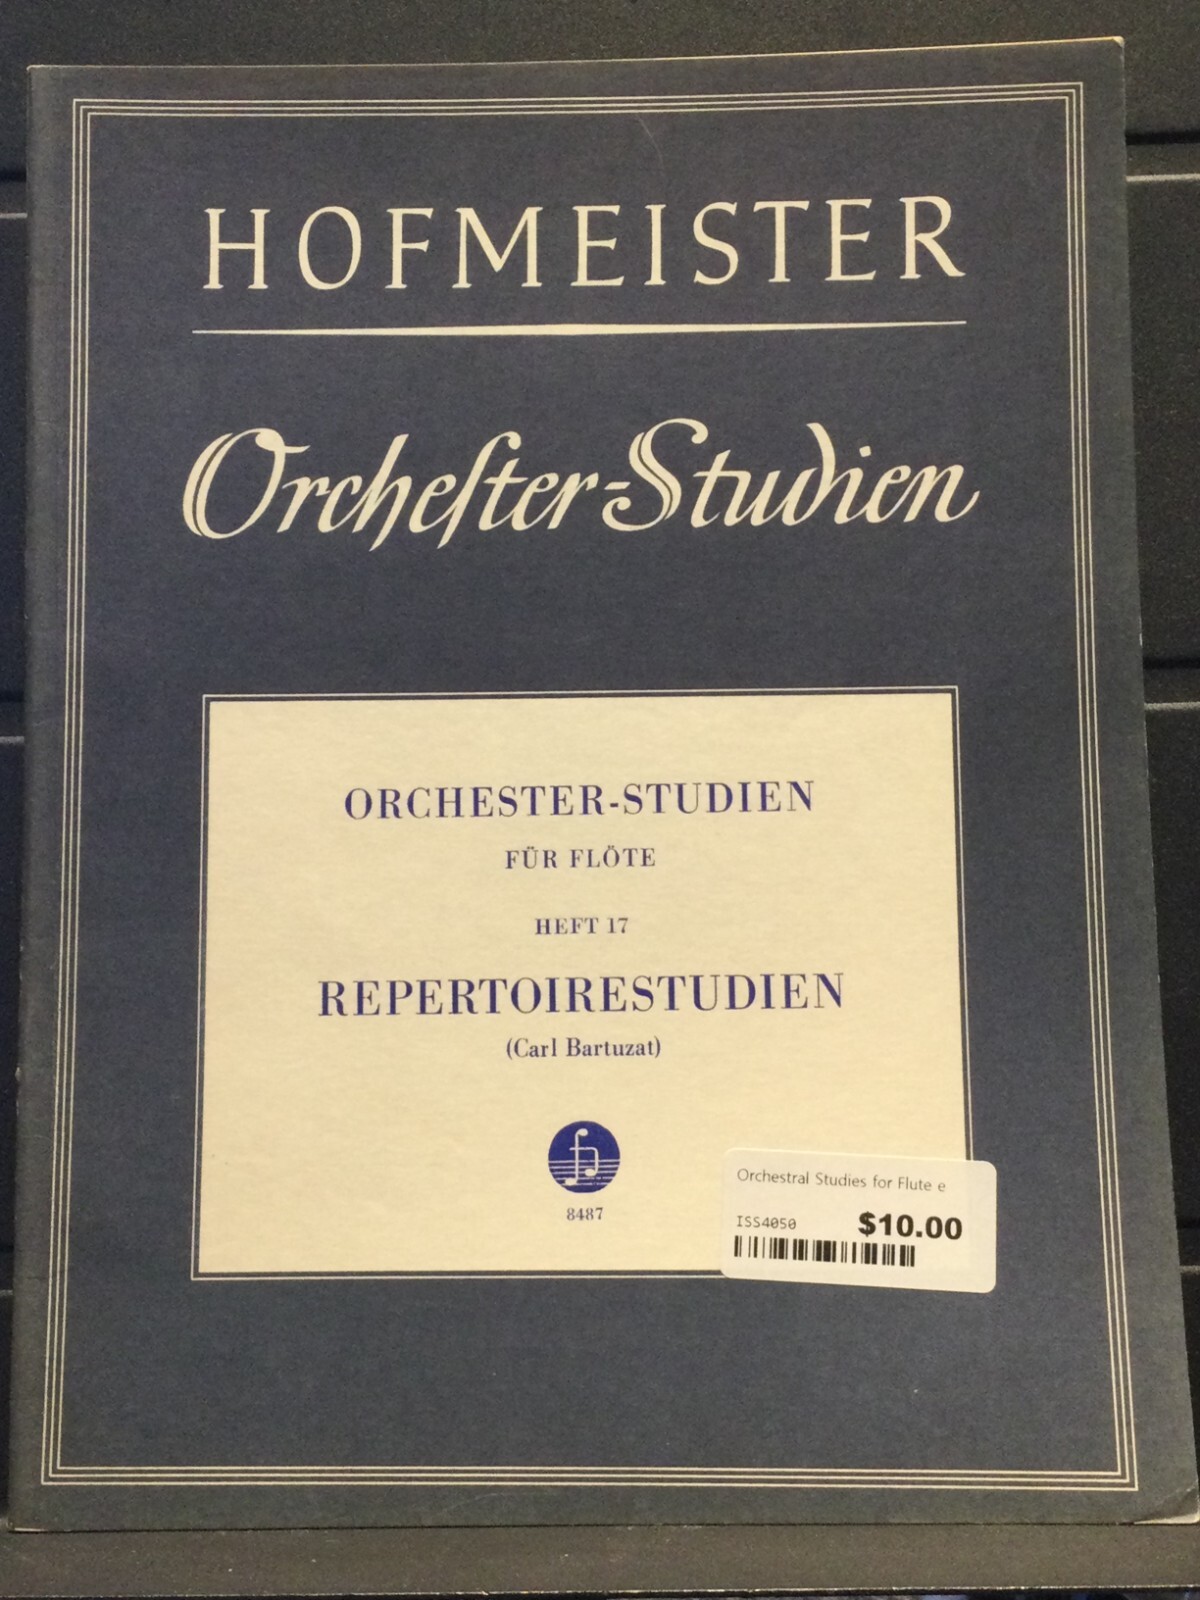 HOFMEISTER
Orchester-Studien
ORCHESTER-STUDIEN
FÜR FLÖTE
HEFT 17
REPERTOIRESTUDIEN
(Carl Bartuzat)
8487
Orchestral Studies for Flute e
ISS4050 $10.00